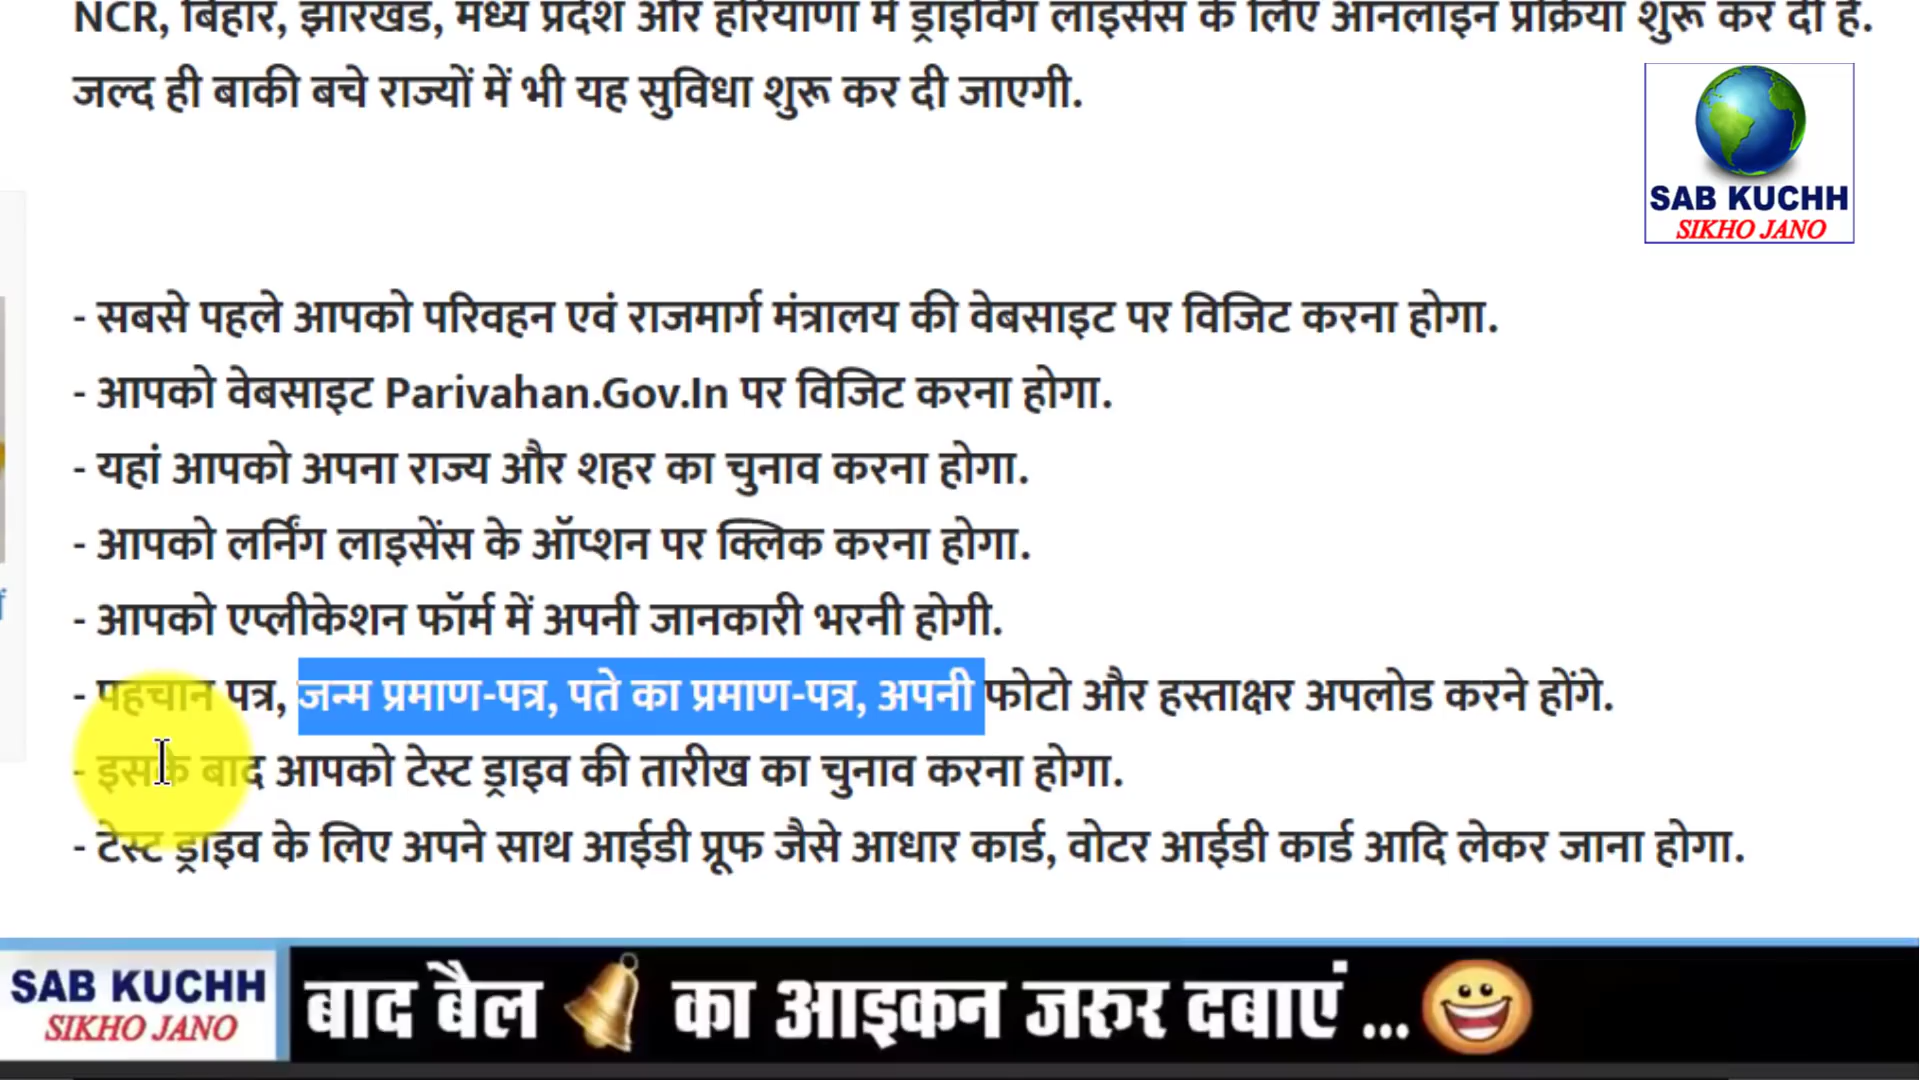 NCR, बिहार, झारखंड, मध्य प्रदेश और हरियाणा में ड्राइविंग लाइसेंस के लिए ऑनलाइन प्रक्रिया शुरू कर दी है.
जल्द ही बाकी बचे राज्यों में भी यह सुविधा शुरू कर दी जाएगी.
SAB KUCHH
SIKHO JANO
- सबसे पहले आपको परिवहन एवं राजमार्ग मंत्रालय की वेबसाइट पर विजिट करना होगा.
- आपको वेबसाइट Parivahan.Gov.In पर विजिट करना होगा.
- यहां आपको अपना राज्य और शहर का चुनाव करना होगा.
- आपको लर्निंग लाइसेंस के ऑप्शन पर क्लिक करना होगा.
- आपको एप्लीकेशन फॉर्म में अपनी जानकारी भरनी होगी.
- पहचान पत्र, जन्म प्रमाण-पत्र, पते का प्रमाण-पत्र, अपनी फोटो और हस्ताक्षर अपलोड करने होंगे.
- इसके बाद आपको टेस्ट ड्राइव की तारीख का चुनाव करना होगा.
- टेस्ट ड्राइव के लिए अपने साथ आईडी प्रूफ जैसे आधार कार्ड, वोटर आईडी कार्ड आदि लेकर जाना होगा.
SAB KUCHH
SIKHO JANO
बाद बैल का आइकन जरुर दबाएं ...